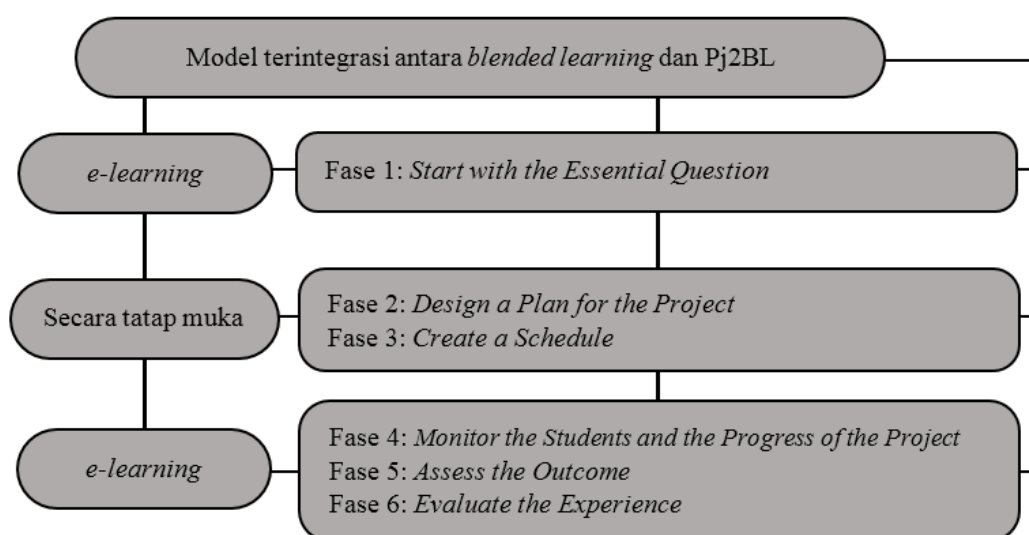 Model terintegrasi antara blended learning dan Pj2BL
e-learning
Fase 1: Start with the Essential Question
Secara tatap muka
Fase 2: Design a Plan for the Project
Fase 3: Create a Schedule
e-learning
Fase 4: Monitor the Students and the Progress of the Project
Fase 5: Assess the Outcome
Fase 6: Evaluate the Experience